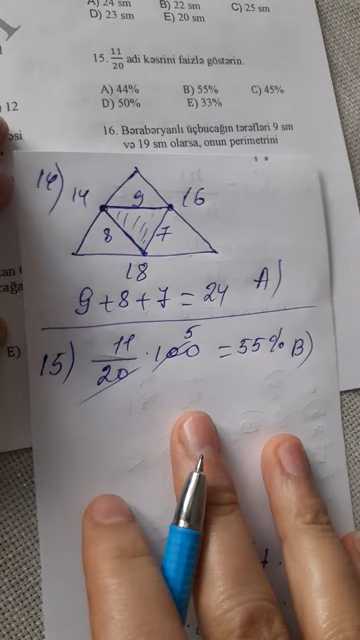 A) 24 sm B) 22 sm C) 25 sm
D) 23 sm E) 20 sm
15. 11/20 adi kəsrini faizlə göstərin.
A) 44% B) 55% C) 45%
D) 50% E) 33%
16. Bərabəryanlı üçbucağın tərəfləri 9 sm
və 19 sm olarsa, onun perimetrini
12
E)
14) 14 9 16
8 7
18
9+8+7=24 A)
15) 11/20 · 100 5 = 55% B)